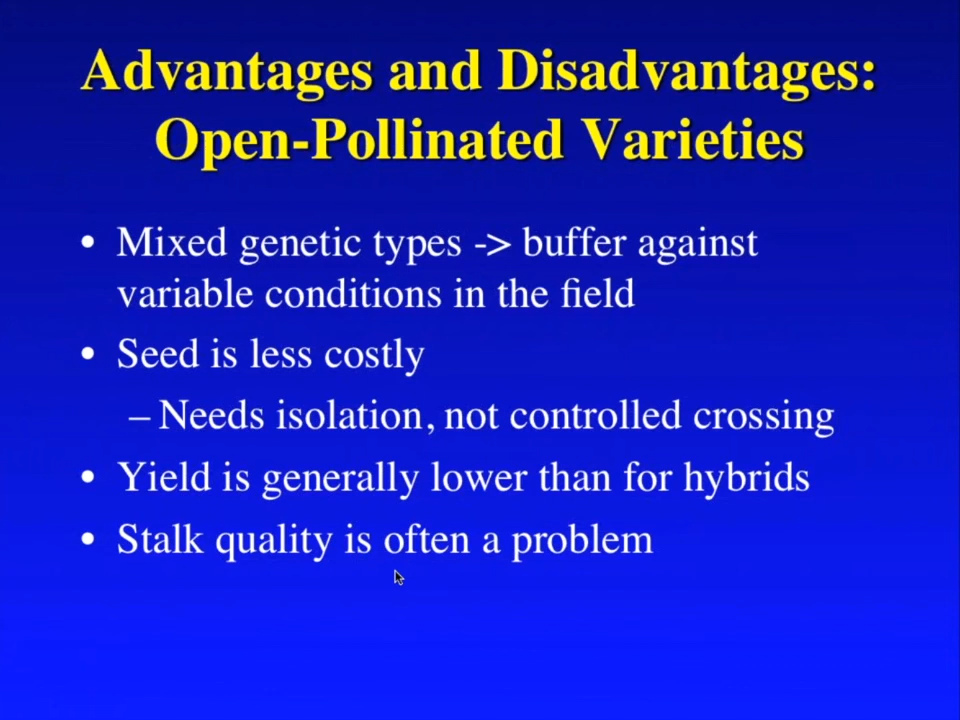 Advantages and Disadvantages:
Open-Pollinated Varieties
• Mixed genetic types -> buffer against
variable conditions in the field
• Seed is less costly
– Needs isolation, not controlled crossing
• Yield is generally lower than for hybrids
• Stalk quality is often a problem